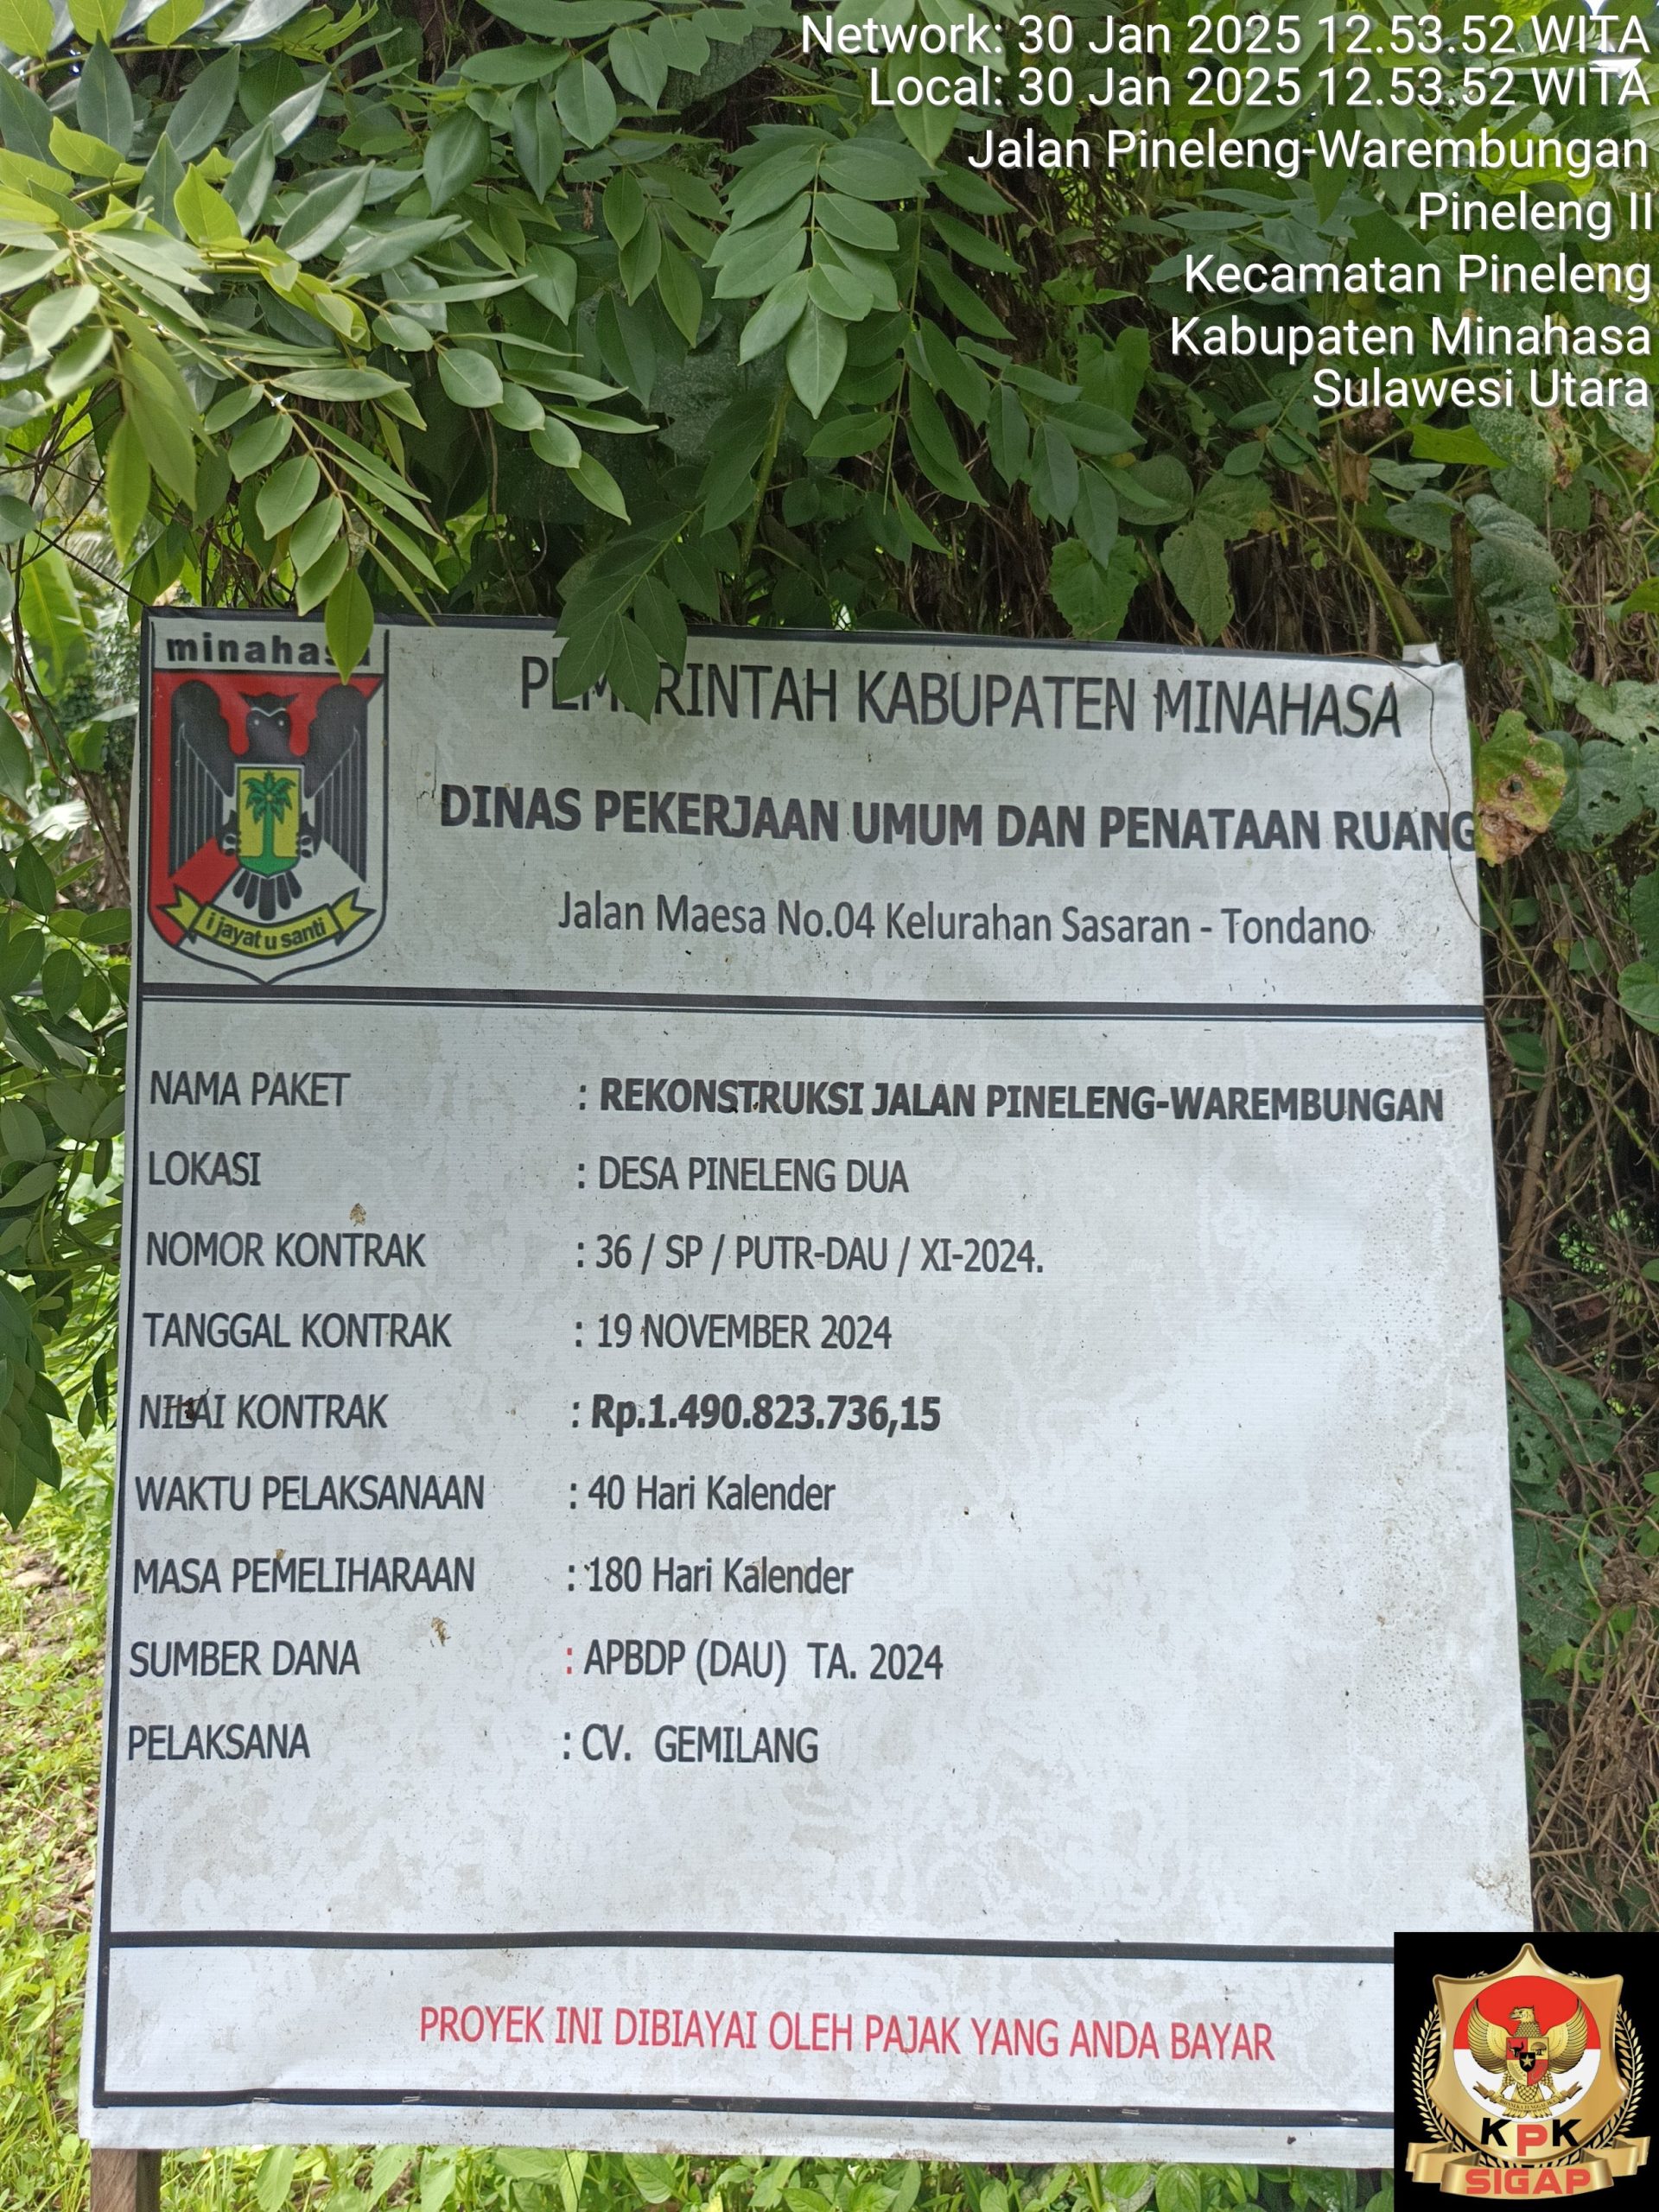 Network: 30 Jan 2025 12.53.52 WITA
Local: 30 Jan 2025 12.53.52 WITA
Jalan Pineleng-Warembungan
Pineleng II
Kecamatan Pineleng
Kabupaten Minahasa
Sulawesi Utara
minahasa
i jayat u santi
PEMERINTAH KABUPATEN MINAHASA
DINAS PEKERJAAN UMUM DAN PENATAAN RUANG
Jalan Maesa No.04 Kelurahan Sasaran - Tondano
NAMA PAKET : REKONSTRUKSI JALAN PINELENG-WAREMBUNGAN
LOKASI : DESA PINELENG DUA
NOMOR KONTRAK : 36 / SP / PUTR-DAU / XI-2024.
TANGGAL KONTRAK : 19 NOVEMBER 2024
NILAI KONTRAK : Rp.1.490.823.736,15
WAKTU PELAKSANAAN : 40 Hari Kalender
MASA PEMELIHARAAN : 180 Hari Kalender
SUMBER DANA : APBDP (DAU) TA. 2024
PELAKSANA : CV. GEMILANG
PROYEK INI DIBIAYAI OLEH PAJAK YANG ANDA BAYAR
KPK
SIGAP